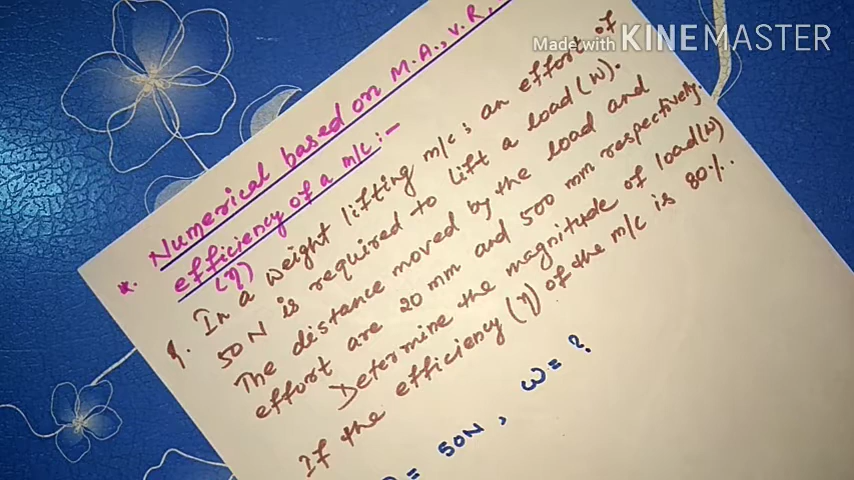 Made with KINEMASTER
*. Numerical based on M.A., V.R.,
efficiency of a m/c :-
(η)
Q. In a weight lifting m/c; an effort of
50 N is required to lift a load (W).
The distance moved by the load and
effort are 20 mm and 500 mm respectively.
Determine the magnitude of load (W)
If the efficiency (η) of the m/c is 80%.
= 50N, W = ?